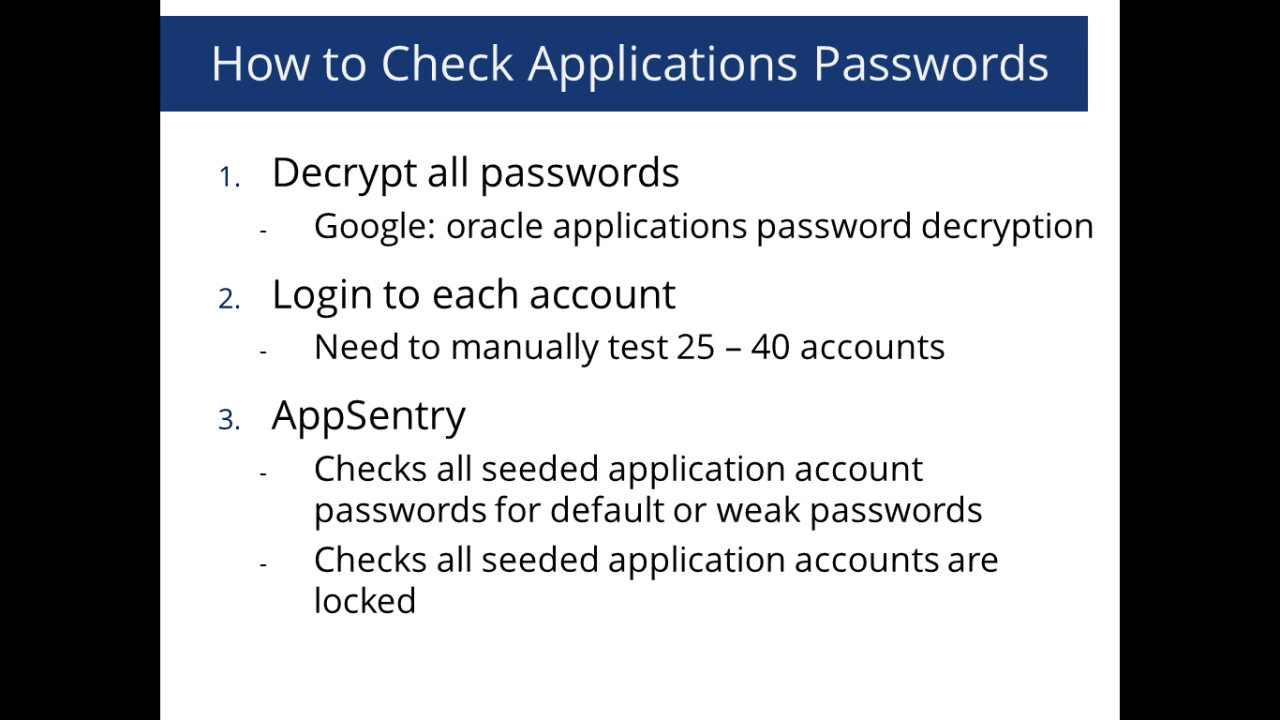 How to Check Applications Passwords
1. Decrypt all passwords
- Google: oracle applications password decryption
2. Login to each account
- Need to manually test 25 – 40 accounts
3. AppSentry
- Checks all seeded application account
passwords for default or weak passwords
- Checks all seeded application accounts are
locked